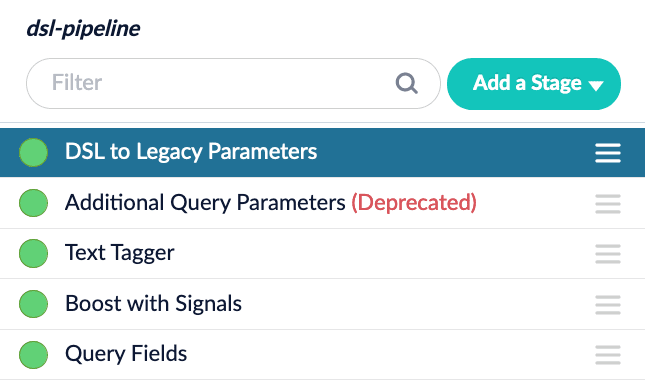 dsl-pipeline
Filter
Add a Stage
DSL to Legacy Parameters
Additional Query Parameters (Deprecated)
Text Tagger
Boost with Signals
Query Fields